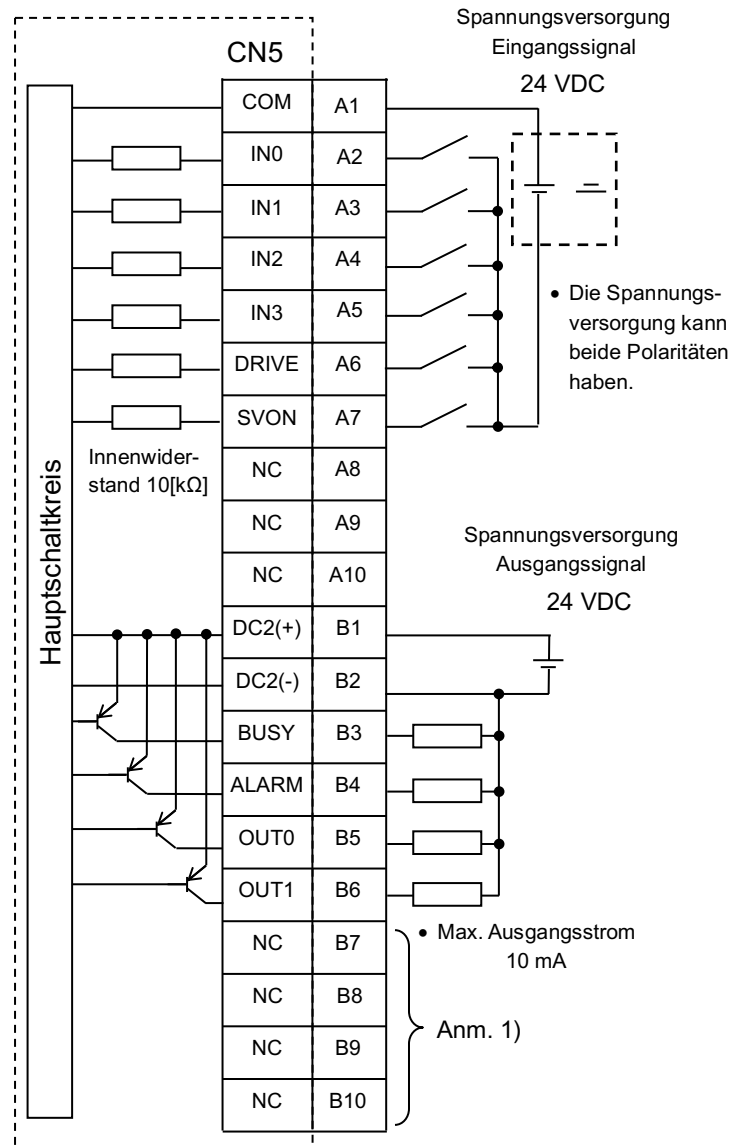 Spannungsversorgung
Eingangssignal
24 VDC
CN5
COM A1
IN0 A2
IN1 A3
IN2 A4
IN3 A5
DRIVE A6
SVON A7
NC A8
NC A9
NC A10
DC2(+) B1
DC2(-) B2
BUSY B3
ALARM B4
OUT0 B5
OUT1 B6
NC B7
NC B8
NC B9
NC B10
• Die Spannungs-
versorgung kann
beide Polaritäten
haben.
Innenwider-
stand 10[kΩ]
Hauptschaltkreis
Spannungsversorgung
Ausgangssignal
24 VDC
• Max. Ausgangsstrom
10 mA
Anm. 1)